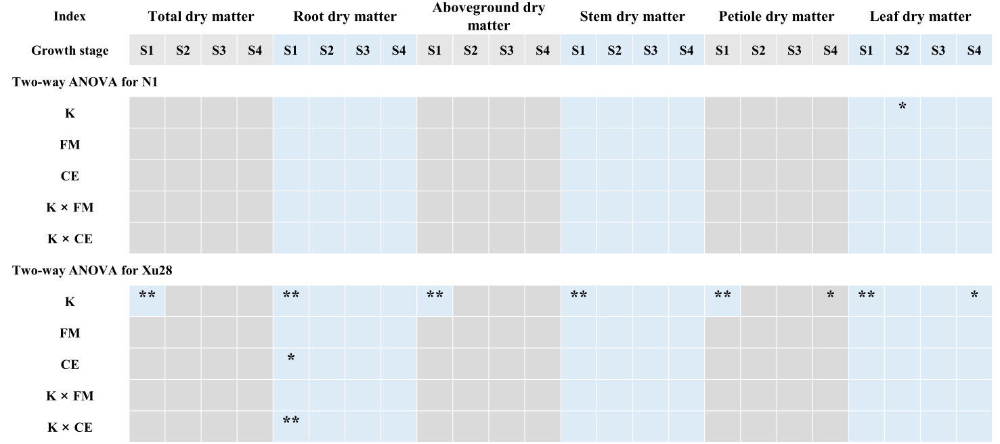 Index Total dry matter Root dry matter Aboveground dry matter Stem dry matter Petiole dry matter Leaf dry matter
Growth stage S1 S2 S3 S4 S1 S2 S3 S4 S1 S2 S3 S4 S1 S2 S3 S4 S1 S2 S3 S4 S1 S2 S3 S4
Two-way ANOVA for N1
K *
FM
CE
K × FM
K × CE
Two-way ANOVA for Xu28
K ** ** ** ** ** * ** *
FM
CE *
K × FM
K × CE **